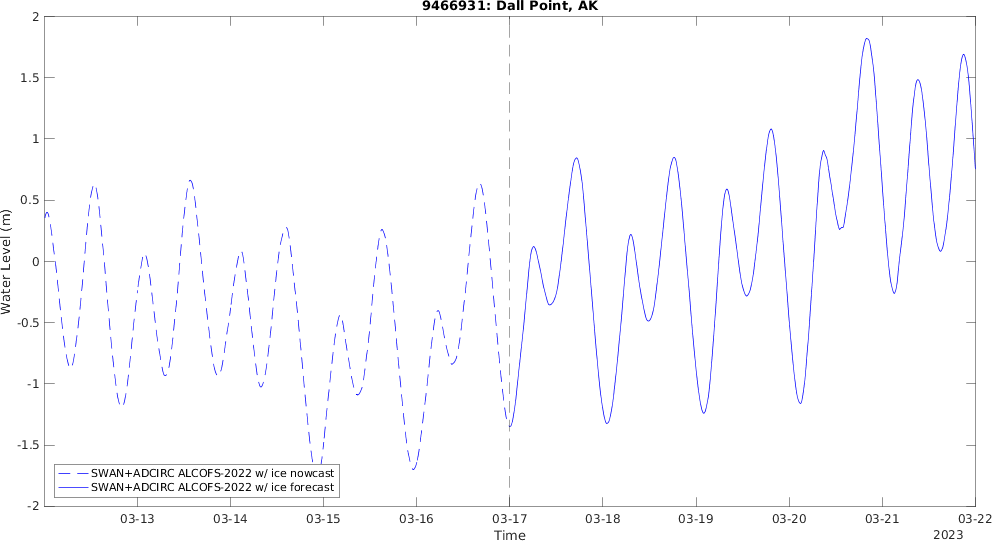 9466931: Dall Point, AK
2
1.5
1
0.5
0
-0.5
-1
-1.5
-2
Water Level (m)
SWAN+ADCIRC ALCOFS-2022 w/ ice nowcast
SWAN+ADCIRC ALCOFS-2022 w/ ice forecast
03-13 03-14 03-15 03-16 03-17 03-18 03-19 03-20 03-21 03-22
Time
2023